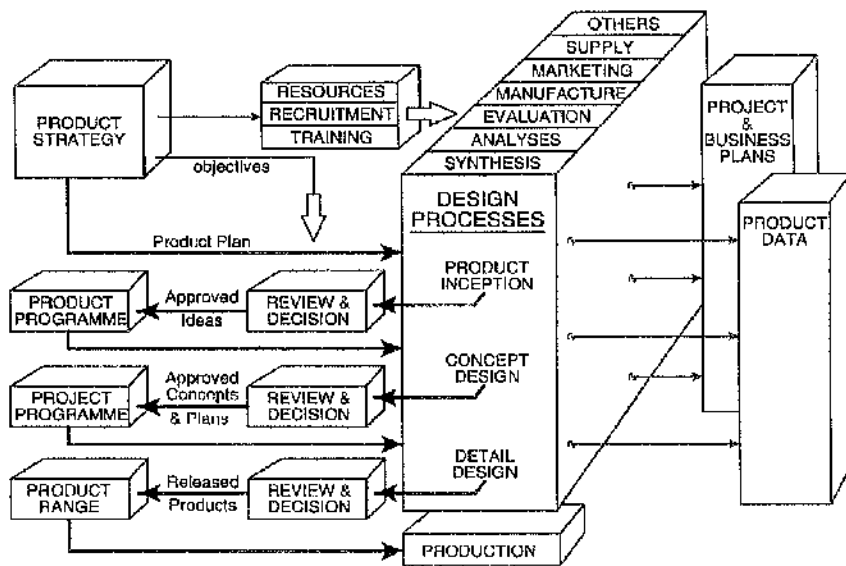 OTHERS
SUPPLY
MARKETING
MANUFACTURE
EVALUATION
ANALYSES
SYNTHESIS
PRODUCT
STRATEGY
RESOURCES
RECRUITMENT
TRAINING
objectives
Product Plan
DESIGN
PROCESSES
PROJECT
&
BUSINESS
PLANS
PRODUCT
DATA
PRODUCT
INCEPTION
PRODUCT
PROGRAMME
Approved
Ideas
REVIEW &
DECISION
CONCEPT
DESIGN
PROJECT
PROGRAMME
Approved
Concepts
& Plans
REVIEW &
DECISION
DETAIL
DESIGN
PRODUCT
RANGE
Released
Products
REVIEW &
DECISION
PRODUCTION